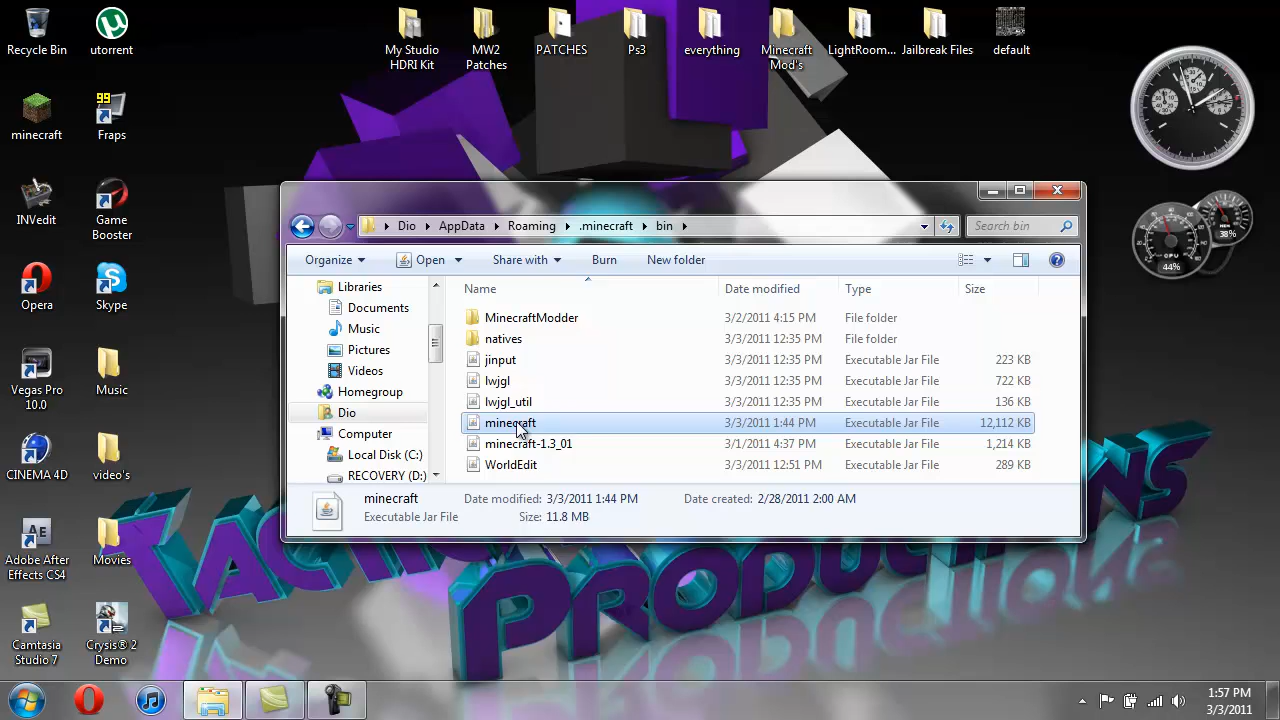 Recycle Bin
utorrent
My Studio HDRI Kit
MW2 Patches
PATCHES
Ps3
everything
Minecraft Mod's
LightRoom...
Jailbreak Files
default
minecraft
99
Fraps
INVedit
Game Booster
Opera
Skype
Vegas Pro 10.0
Music
CINEMA 4D
Adobe After Effects CS4
Movies
Camtasia Studio 7
Crysis® 2 Demo
Dio
AppData
Roaming
.minecraft
bin
Search bin
Organize
Open
Share with
Burn
New folder
Libraries
Documents
Music
Pictures
Videos
Homegroup
Dio
Computer
Local Disk (C:)
RECOVERY (D:)
Name Date modified Type Size
MinecraftModder 3/2/2011 4:15 PM File folder
natives 3/3/2011 12:35 PM File folder
jinput 3/3/2011 12:35 PM Executable Jar File 223 KB
lwjgl 3/3/2011 12:35 PM Executable Jar File 722 KB
lwjgl_util 3/3/2011 12:35 PM Executable Jar File 136 KB
minecraft 3/3/2011 1:44 PM Executable Jar File 12,112 KB
minecraft-1.3_01 3/1/2011 4:37 PM Executable Jar File 1,214 KB
WorldEdit 3/3/2011 12:51 PM Executable Jar File 289 KB
minecraft Date modified: 3/3/2011 1:44 PM Date created: 2/28/2011 2:00 AM
Executable Jar File Size: 11.8 MB
38%
44%
PRODUCTIONS
1:57 PM
3/3/2011